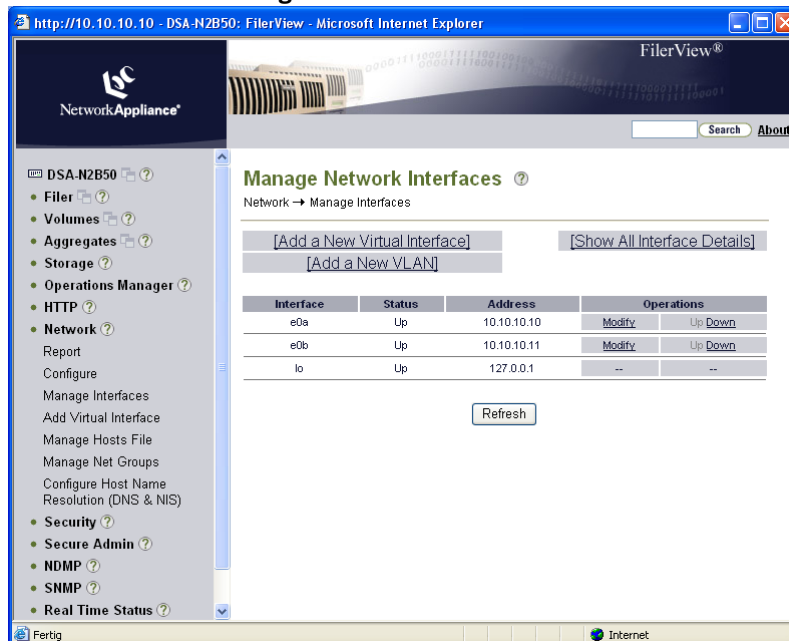 http://10.10.10.10 - DSA-N2B50: FilerView - Microsoft Internet Explorer
FilerView®
NetworkAppliance®
Search About
DSA-N2B50
Filer
Volumes
Aggregates
Storage
Operations Manager
HTTP
Network
Report
Configure
Manage Interfaces
Add Virtual Interface
Manage Hosts File
Manage Net Groups
Configure Host Name
Resolution (DNS & NIS)
Security
Secure Admin
NDMP
SNMP
Real Time Status
Manage Network Interfaces
Network → Manage Interfaces
[Add a New Virtual Interface] [Show All Interface Details]
[Add a New VLAN]
Interface Status Address Operations
e0a Up 10.10.10.10 Modify Up Down
e0b Up 10.10.10.11 Modify Up Down
lo Up 127.0.0.1 -- --
Refresh
Fertig Internet